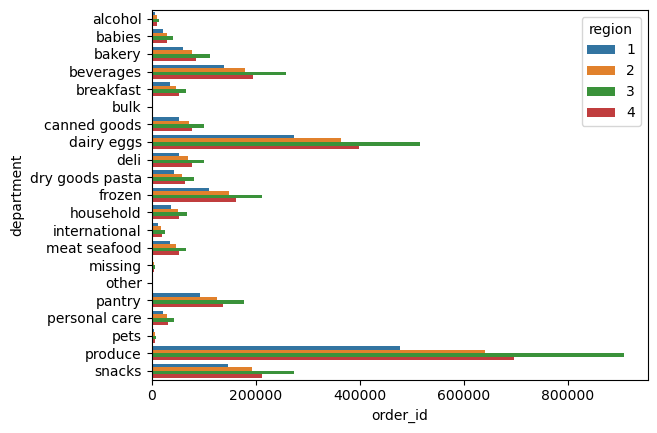 alcohol
babies
bakery
beverages
breakfast
bulk
canned goods
dairy eggs
deli
dry goods pasta
frozen
household
international
meat seafood
missing
other
pantry
personal care
pets
produce
snacks
department
region
1
2
3
4
0 200000 400000 600000 800000
order_id